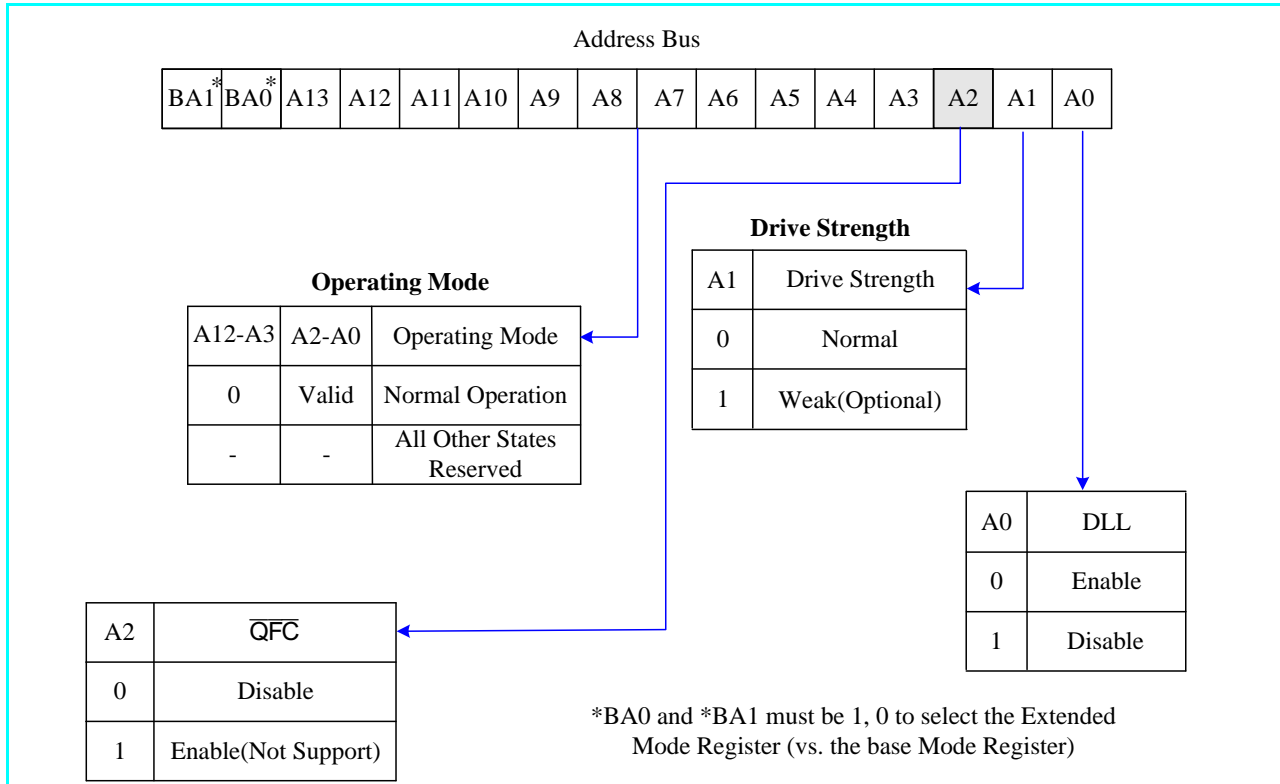 Address Bus
BA1* BA0* A13 A12 A11 A10 A9 A8 A7 A6 A5 A4 A3 A2 A1 A0
Drive Strength
A1 Drive Strength
0 Normal
1 Weak(Optional)
Operating Mode
A12-A3 A2-A0 Operating Mode
0 Valid Normal Operation
- - All Other States
Reserved
A0 DLL
0 Enable
1 Disable
A2 Q̅F̅C̅
0 Disable
1 Enable(Not Support)
*BA0 and *BA1 must be 1, 0 to select the Extended
Mode Register (vs. the base Mode Register)